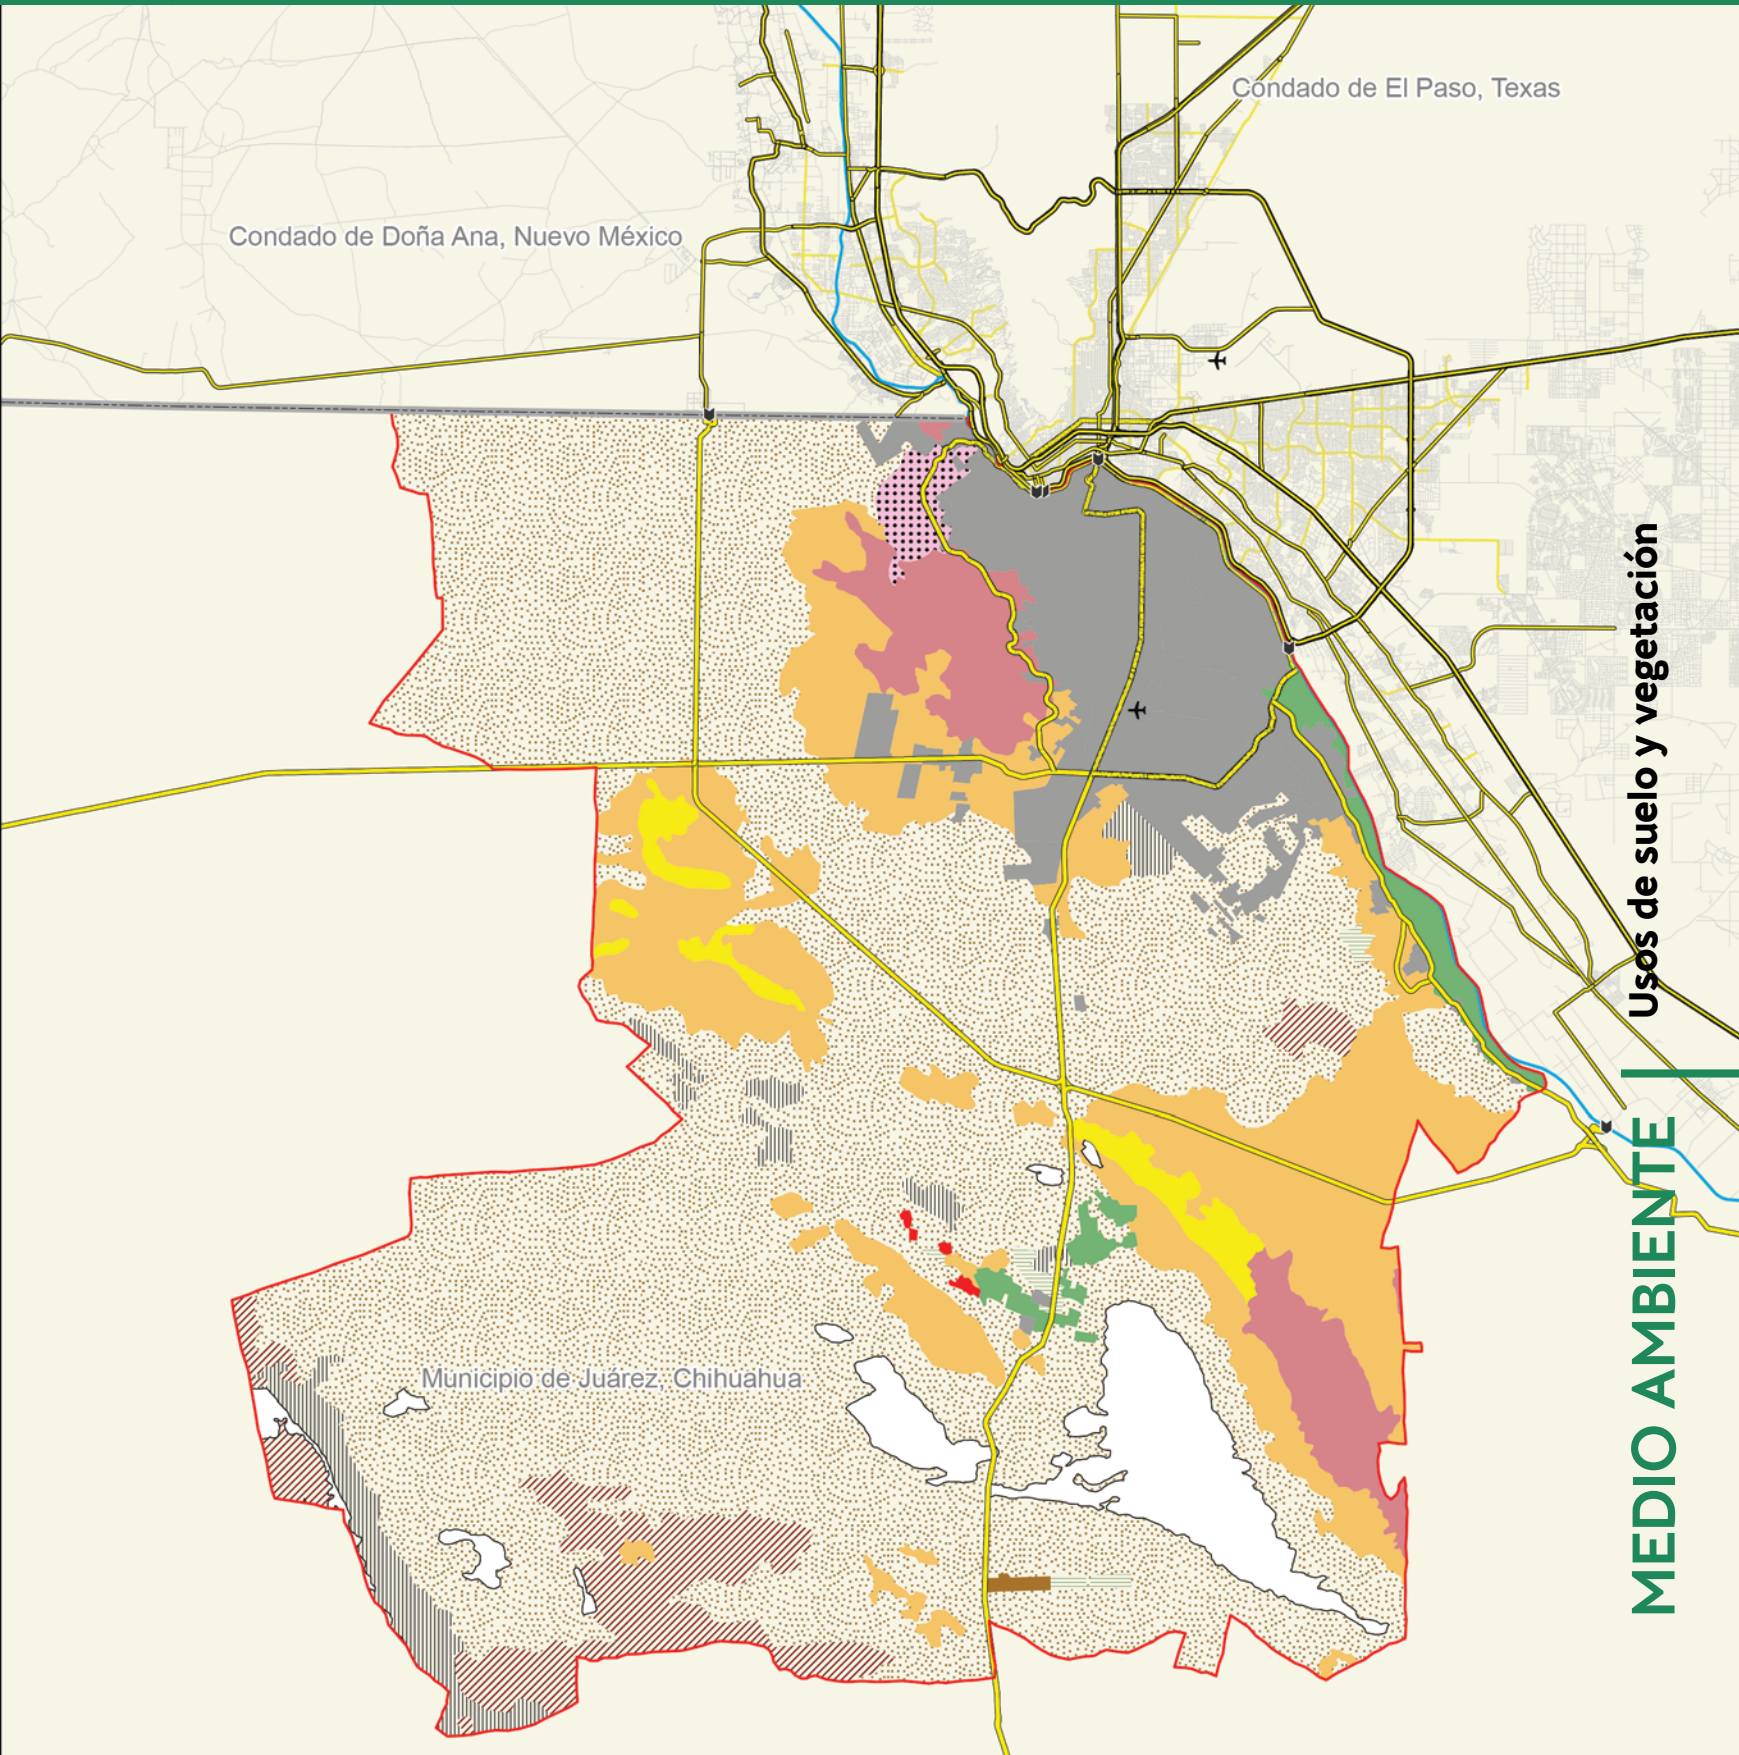 Condado de El Paso, Texas
Condado de Doña Ana, Nuevo México
Municipio de Juárez, Chihuahua
MEDIO AMBIENTE
Usos de suelo y vegetación